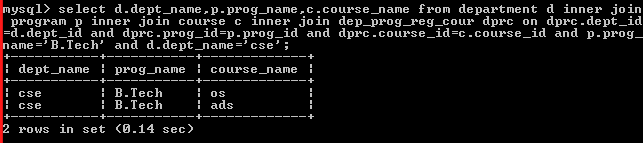 mysql> select d.dept_name,p.prog_name,c.course_name from department d inner join
 program p inner join course c inner join dep_prog_reg_cour dprc on dprc.dept_id
=d.dept_id and dprc.prog_id=p.prog_id and dprc.course_id=c.course_id and p.prog_
name='B.Tech' and d.dept_name='cse';
+-----------+-----------+-------------+
| dept_name | prog_name | course_name |
+-----------+-----------+-------------+
| cse       | B.Tech    | os          |
| cse       | B.Tech    | ads         |
+-----------+-----------+-------------+
2 rows in set (0.14 sec)